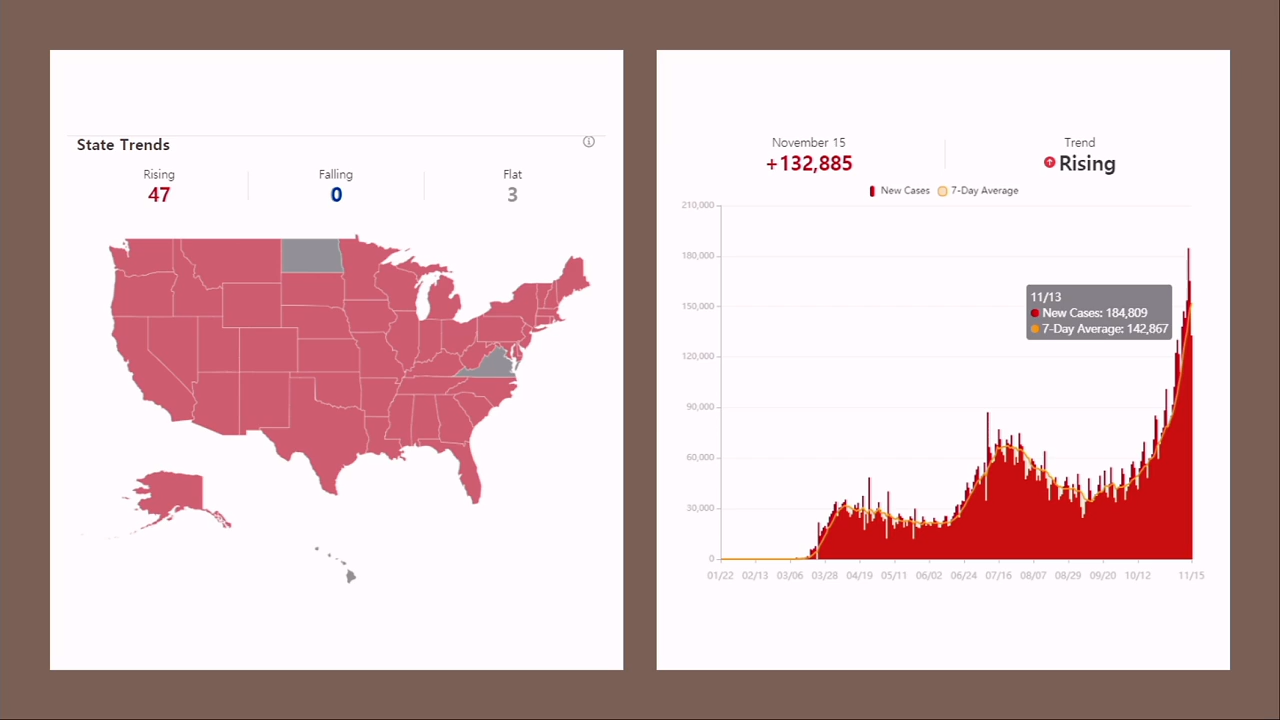 State Trends
Rising Falling Flat
47 0 3
November 15 Trend
+132,885 Rising
New Cases 7-Day Average
210,000
180,000
150,000
120,000
90,000
60,000
30,000
0
11/13
New Cases: 184,809
7-Day Average: 142,867
01/22 02/13 03/06 03/28 04/19 05/11 06/02 06/24 07/16 08/07 08/29 09/20 10/12 11/15